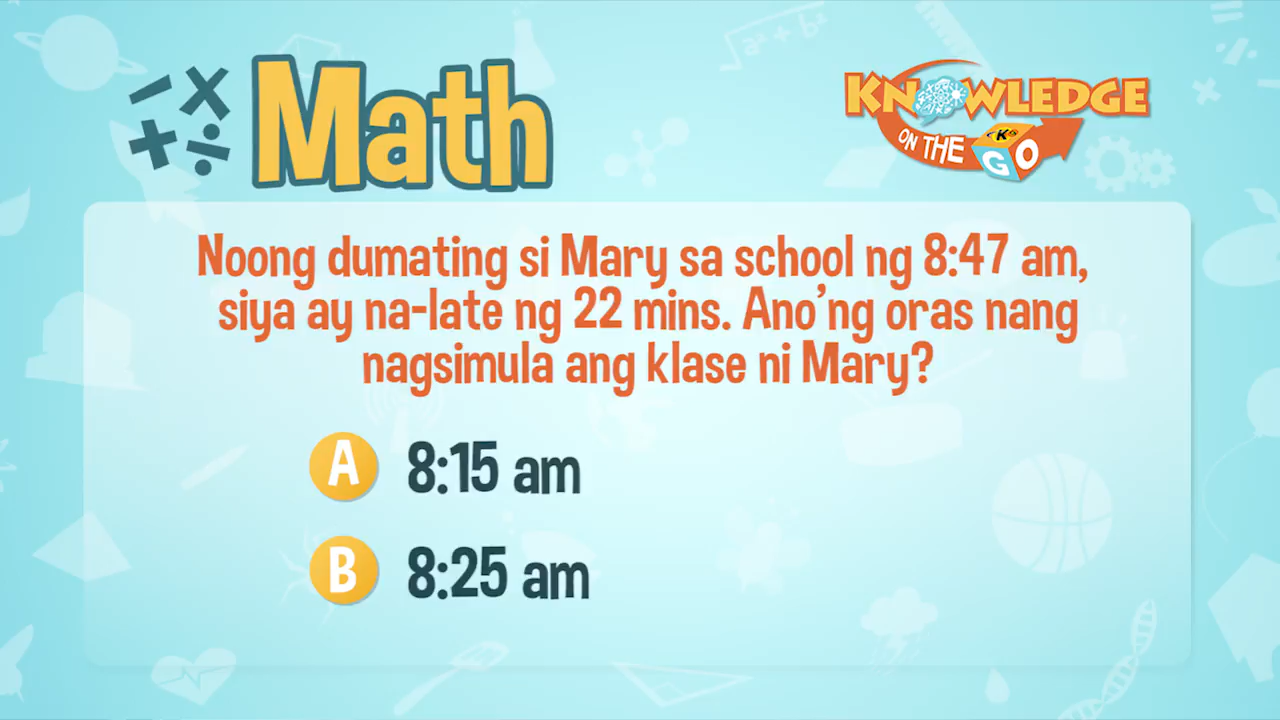 Math
KNOWLEDGE
ON THE GO
Noong dumating si Mary sa school ng 8:47 am,
siya ay na-late ng 22 mins. Ano'ng oras nang
nagsimula ang klase ni Mary?
A 8:15 am
B 8:25 am